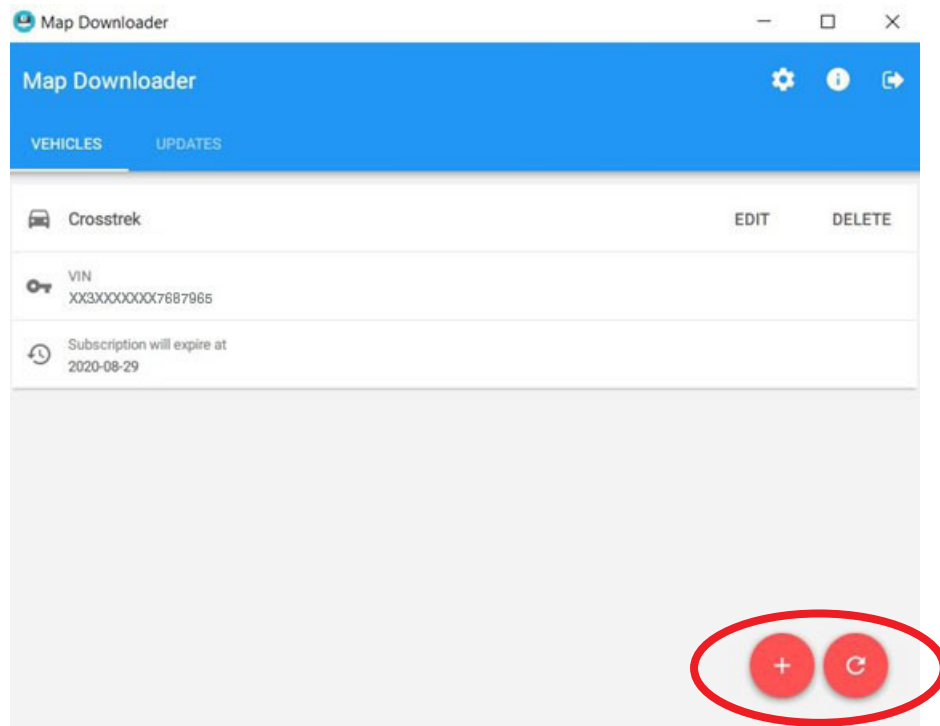 Map Downloader
Map Downloader
VEHICLES UPDATES
Crosstrek EDIT DELETE
VIN
XX3XXXXXXX7687965
Subscription will expire at
2020-08-29